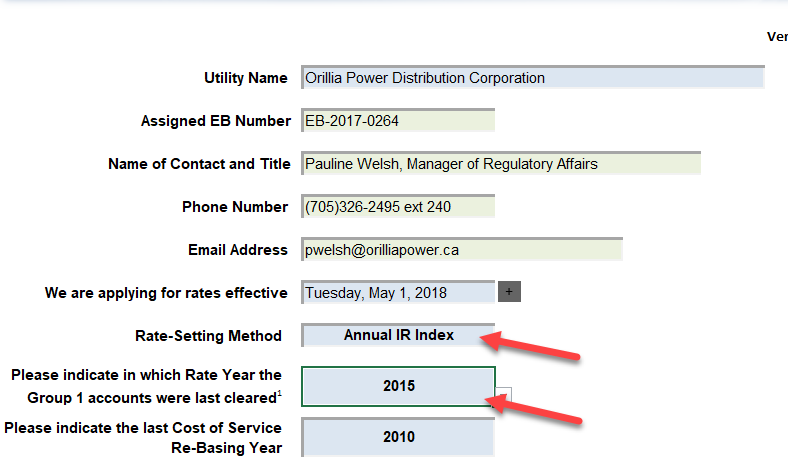 Ver
Utility Name Orillia Power Distribution Corporation
Assigned EB Number EB-2017-0264
Name of Contact and Title Pauline Welsh, Manager of Regulatory Affairs
Phone Number (705)326-2495 ext 240
Email Address pwelsh@orilliapower.ca
We are applying for rates effective Tuesday, May 1, 2018 +
Rate-Setting Method Annual IR Index
Please indicate in which Rate Year the
Group 1 accounts were last cleared¹ 2015
Please indicate the last Cost of Service
Re-Basing Year 2010